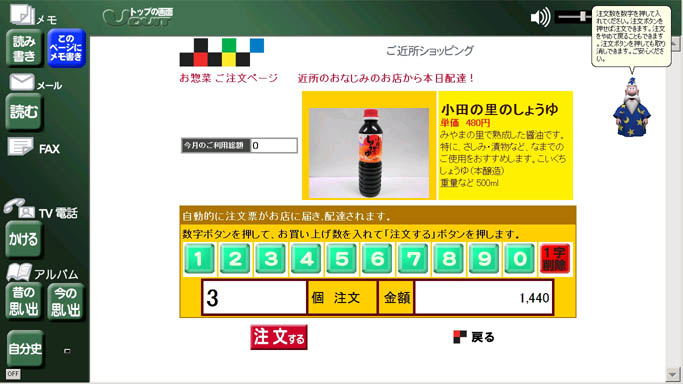 メモ
読み書き
このページにメモ書き
メール
読む
FAX
TV 電話
かける
アルバム
昔の思い出
今の思い出
自分史
OFF
トップの画面
QUIT
ご近所ショッピング
お惣菜 ご注文ページ 近所のおなじみのお店から本日配達！
今月のご利用総額 0
小田の里のしょうゆ
単価 480円
みやまの里で熟成した醤油です。
特に、さしみ・漬物など、なまでの
ご使用をおすすめします。こいくち
しょうゆ（本醸造）
重量など 500ml
自動的に注文票がお店に届き、配達されます。
数字ボタンを押して、お買い上げ数を入れて「注文する」ボタンを押します。
1 2 3 4 5 6 7 8 9 0 1字削除
3 個 注文 金額 1,440
注文する
戻る
注文数を数字を押して入
れてください。注文ボタンを
押せば注文できます。注文
をやめて戻ることもできま
す。注文ボタンを押しても取り
消しできます。ご安心くださ
い。